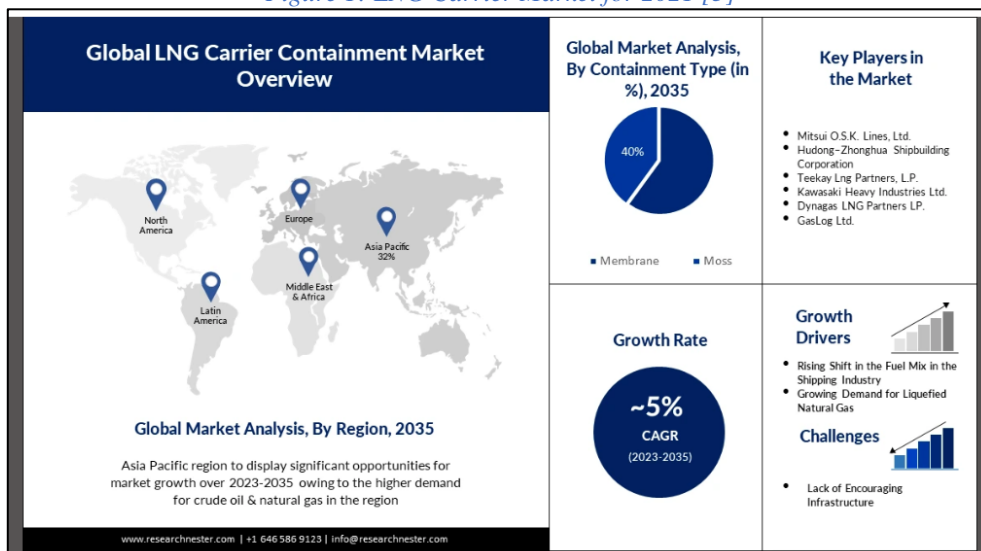 Global LNG Carrier Containment Market
Overview
North
America
Europe
Asia Pacific
32%
Middle East
& Africa
Latin
America
Global Market Analysis, By Region, 2035
Asia Pacific region to display significant opportunities for
market growth over 2023-2035 owing to the higher demand
for crude oil & natural gas in the region
www.researchnester.com | +1 646 586 9123 | info@researchnester.com
Global Market Analysis,
By Containment Type (in
%), 2035
40%
Membrane
Moss
Growth Rate
~5%
CAGR
(2023-2035)
Key Players in
the Market
• Mitsui O.S.K. Lines, Ltd.
• Hudong-Zhonghua Shipbuilding
Corporation
• Teekay Lng Partners, L.P.
• Kawasaki Heavy Industries Ltd.
• Dynagas LNG Partners LP.
• GasLog Ltd.
Growth
Drivers
• Rising Shift in the Fuel Mix in the
Shipping Industry
• Growing Demand for Liquefied
Natural Gas
Challenges
• Lack of Encouraging
Infrastructure